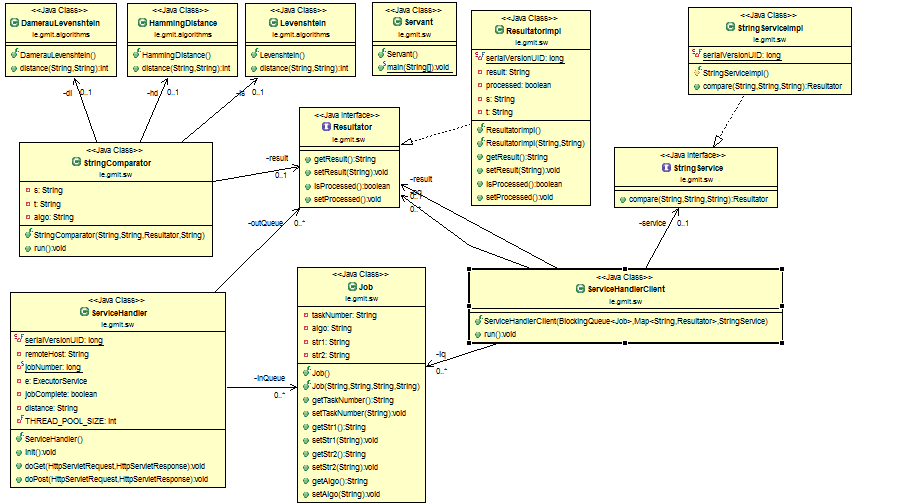 <<Java Class>>
DamerauLevenshtein
ie.gmit.algorithms
DamerauLevenshtein()
distance(String,String):int
<<Java Class>>
HammingDistance
ie.gmit.algorithms
HammingDistance()
distance(String,String):int
<<Java Class>>
Levenshtein
ie.gmit.algorithms
Levenshtein()
distance(String,String):int
<<Java Class>>
Servant
ie.gmit.sw
Servant()
main(String[]):void
<<Java Class>>
ResultatorImpl
ie.gmit.sw
serialVersionUID: long
result: String
processed: boolean
s: String
t: String
ResultatorImpl()
ResultatorImpl(String,String)
getResult():String
setResult(String):void
isProcessed():boolean
setProcessed():void
<<Java Class>>
StringServiceImpl
ie.gmit.sw
serialVersionUID: long
StringServiceImpl()
compare(String,String,String):Resultator
-dl 0..1
-hd 0..1
-ls 0..1
<<Java Interface>>
Resultator
ie.gmit.sw
getResult():String
setResult(String):void
isProcessed():boolean
setProcessed():void
<<Java Class>>
StringComparator
ie.gmit.sw
s: String
t: String
algo: String
StringComparator(String,String,Resultator,String)
run():void
-result
0..1
<<Java Interface>>
StringService
ie.gmit.sw
compare(String,String,String):Resultator
-result
0..*
-outQueue 0..*
-service 0..1
<<Java Class>>
ServiceHandler
ie.gmit.sw
serialVersionUID: long
remoteHost: String
jobNumber: long
e: ExecutorService
jobComplete: boolean
distance: String
THREAD_POOL_SIZE: int
ServiceHandler()
init():void
doGet(HttpServletRequest,HttpServletResponse):void
doPost(HttpServletRequest,HttpServletResponse):void
-inQueue
0..*
<<Java Class>>
Job
ie.gmit.sw
taskNumber: String
algo: String
str1: String
str2: String
Job()
Job(String,String,String,String)
getTaskNumber():String
setTaskNumber(String):void
getStr1():String
setStr1(String):void
getStr2():String
setStr2(String):void
getAlgo():String
setAlgo(String):void
<<Java Class>>
ServiceHandlerClient
ie.gmit.sw
ServiceHandlerClient(BlockingQueue<Job>,Map<String,Resultator>,StringService)
run():void
-iq
0..*